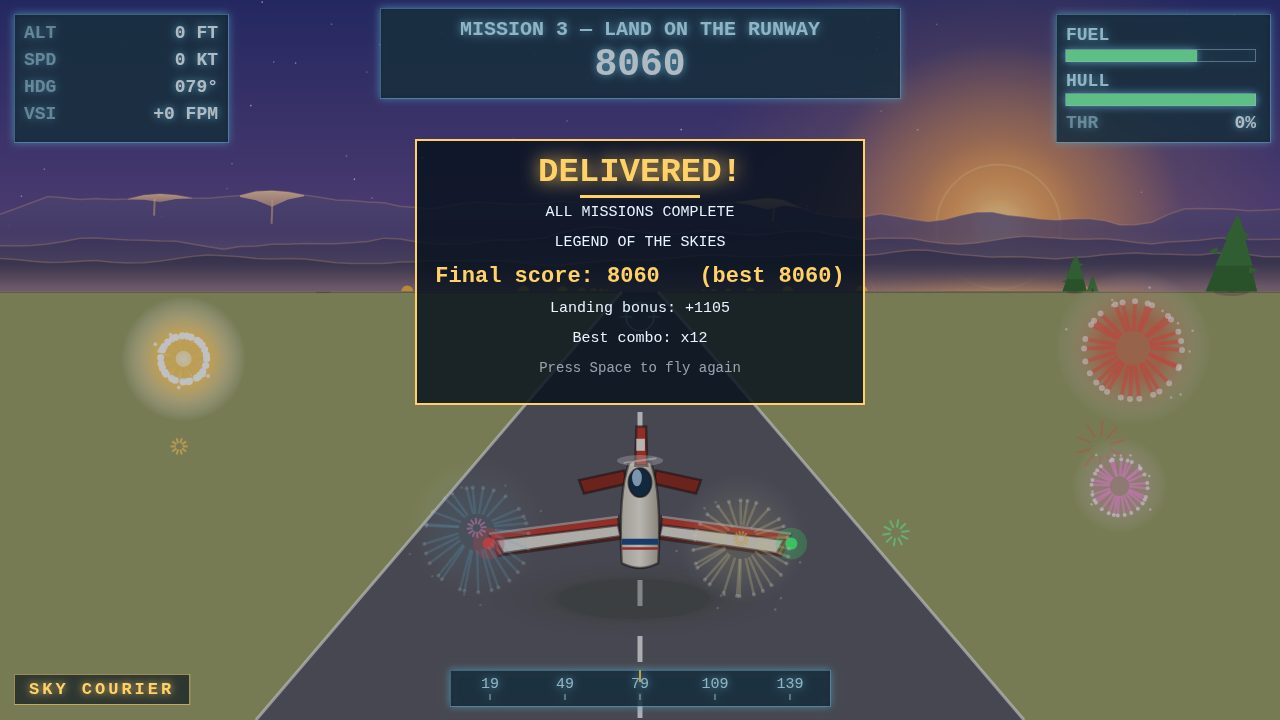 ALT 0 FT
SPD 0 KT
HDG 079°
VSI +0 FPM
MISSION 3 — LAND ON THE RUNWAY
8060
FUEL
HULL
THR 0%
DELIVERED!
ALL MISSIONS COMPLETE
LEGEND OF THE SKIES
Final score: 8060 (best 8060)
Landing bonus: +1105
Best combo: x12
Press Space to fly again
SKY COURIER
19 49 79 109 139